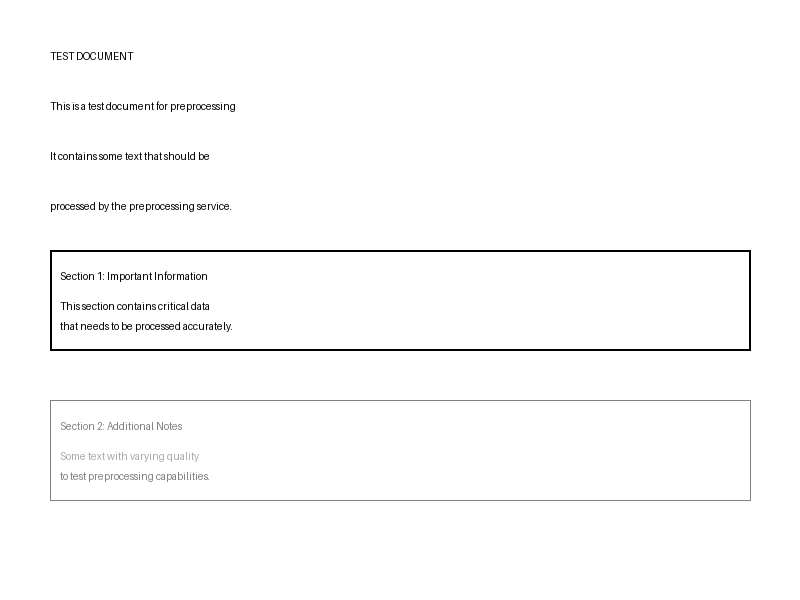 TEST DOCUMENT
This is a test document for preprocessing
It contains some text that should be
processed by the preprocessing service.
Section 1: Important Information
This section contains critical data
that needs to be processed accurately.
Section 2: Additional Notes
Some text with varying quality
to test preprocessing capabilities.